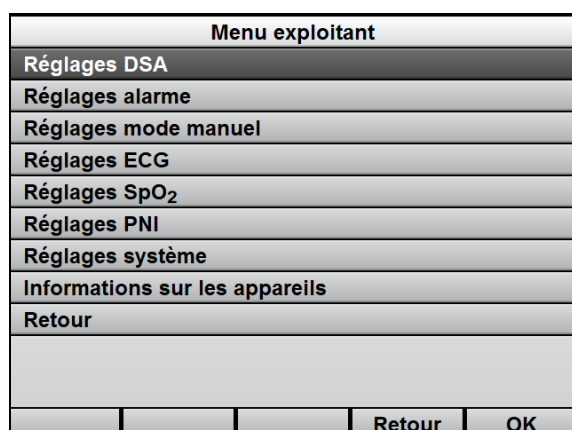 Menu exploitant
Réglages DSA
Réglages alarme
Réglages mode manuel
Réglages ECG
Réglages SpO₂
Réglages PNI
Réglages système
Informations sur les appareils
Retour
Retour OK